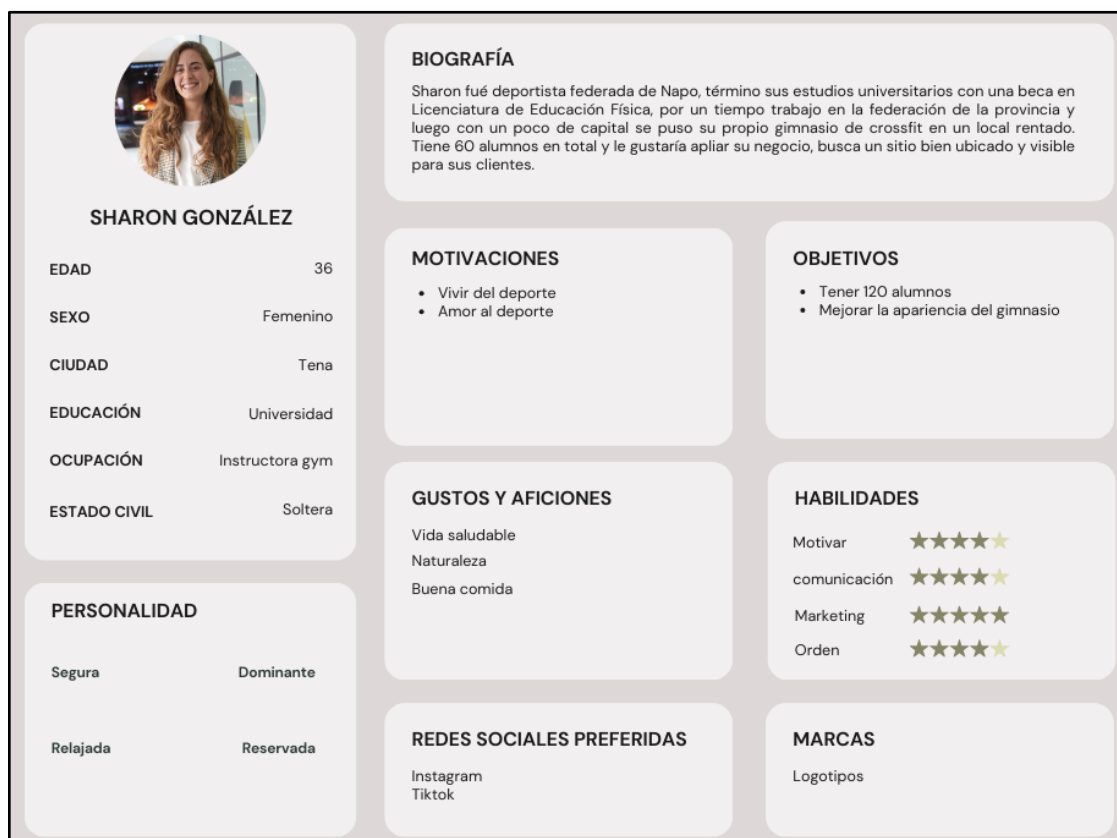 SHARON GONZÁLEZ
EDAD 36
SEXO Femenino
CIUDAD Tena
EDUCACIÓN Universidad
OCUPACIÓN Instructora gym
ESTADO CIVIL Soltera
PERSONALIDAD
Segura Dominante
Relajada Reservada
BIOGRAFÍA
Sharon fué deportista federada de Napo, término sus estudios universitarios con una beca en
Licenciatura de Educación Física, por un tiempo trabajo en la federación de la provincia y
luego con un poco de capital se puso su propio gimnasio de crossfit en un local rentado.
Tiene 60 alumnos en total y le gustaría apliar su negocio, busca un sitio bien ubicado y visible
para sus clientes.
MOTIVACIONES
• Vivir del deporte
• Amor al deporte
OBJETIVOS
• Tener 120 alumnos
• Mejorar la apariencia del gimnasio
GUSTOS Y AFICIONES
Vida saludable
Naturaleza
Buena comida
HABILIDADES
Motivar
comunicación
Marketing
Orden
REDES SOCIALES PREFERIDAS
Instagram
Tiktok
MARCAS
Logotipos